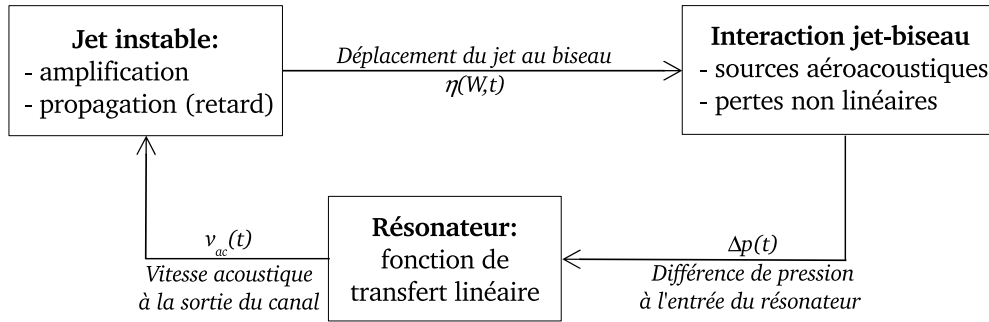 Jet instable:
- amplification
- propagation (retard)
Déplacement du jet au biseau
η(W,t)
Interaction jet-biseau
- sources aéroacoustiques
- pertes non linéaires
v_ac(t)
Vitesse acoustique
à la sortie du canal
Résonateur:
fonction de
transfert linéaire
Δp(t)
Différence de pression
à l'entrée du résonateur